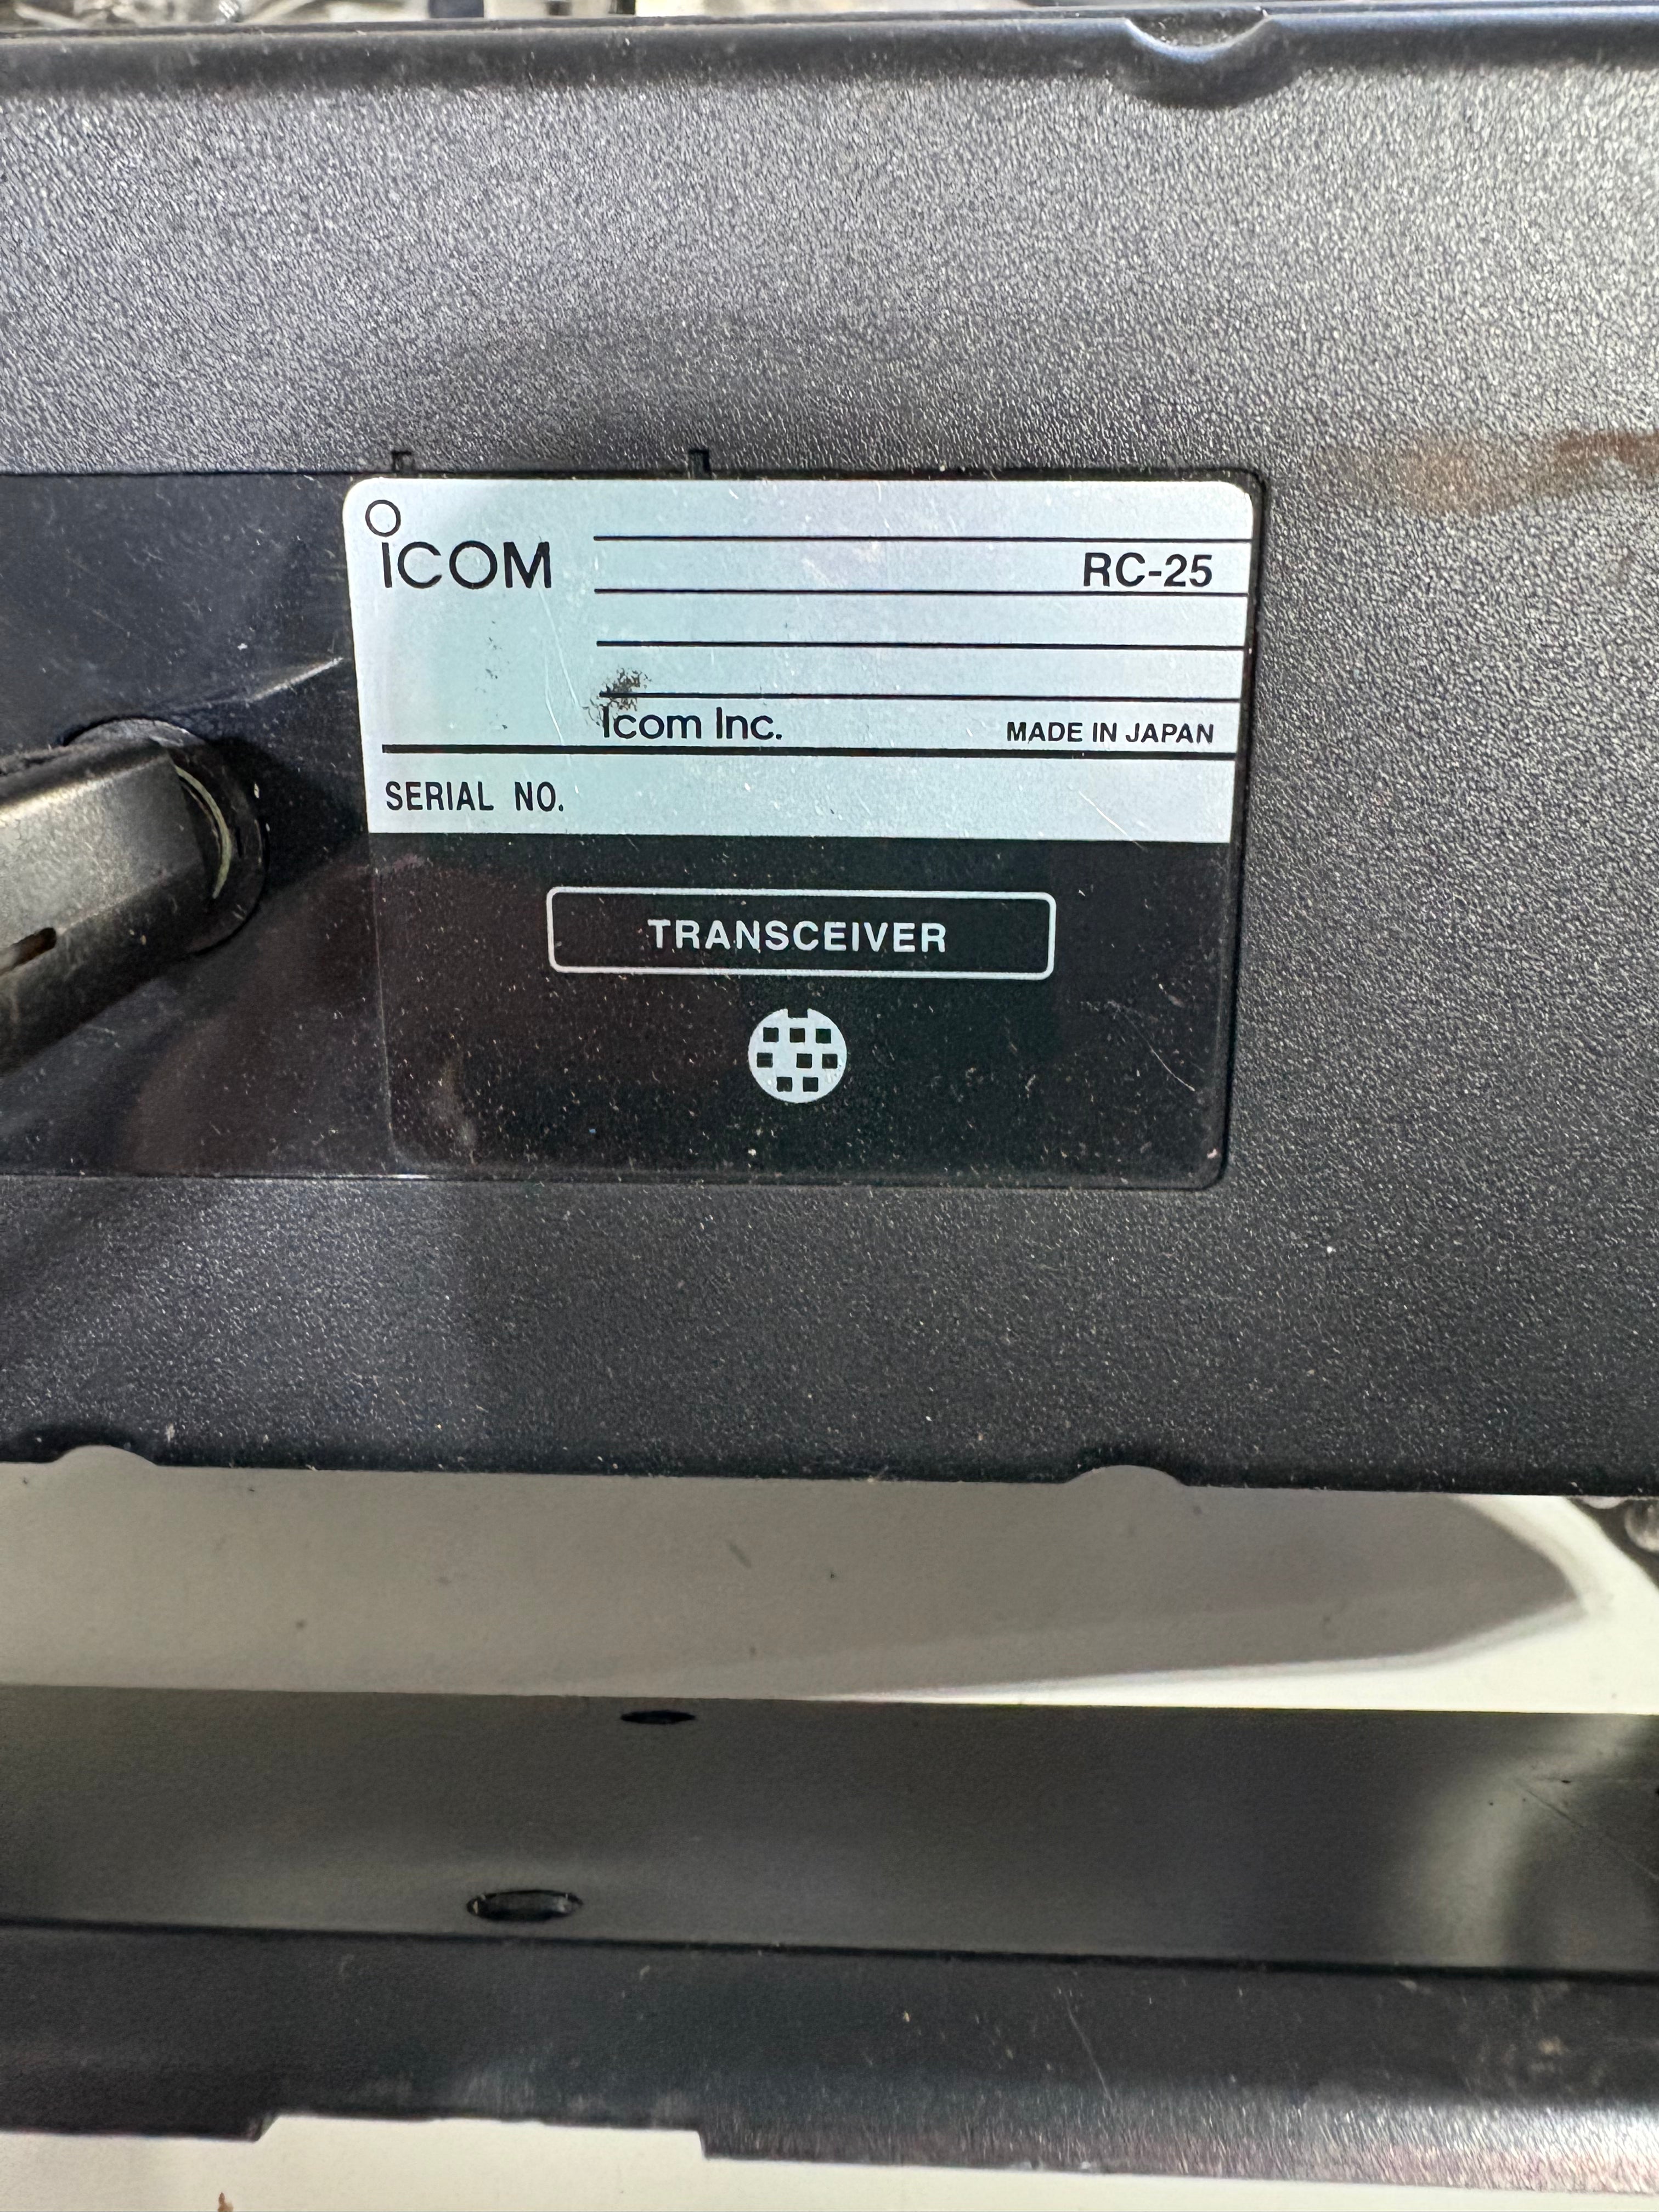 ICOM
RC-25
Icom Inc. MADE IN JAPAN
SERIAL NO.
TRANSCEIVER